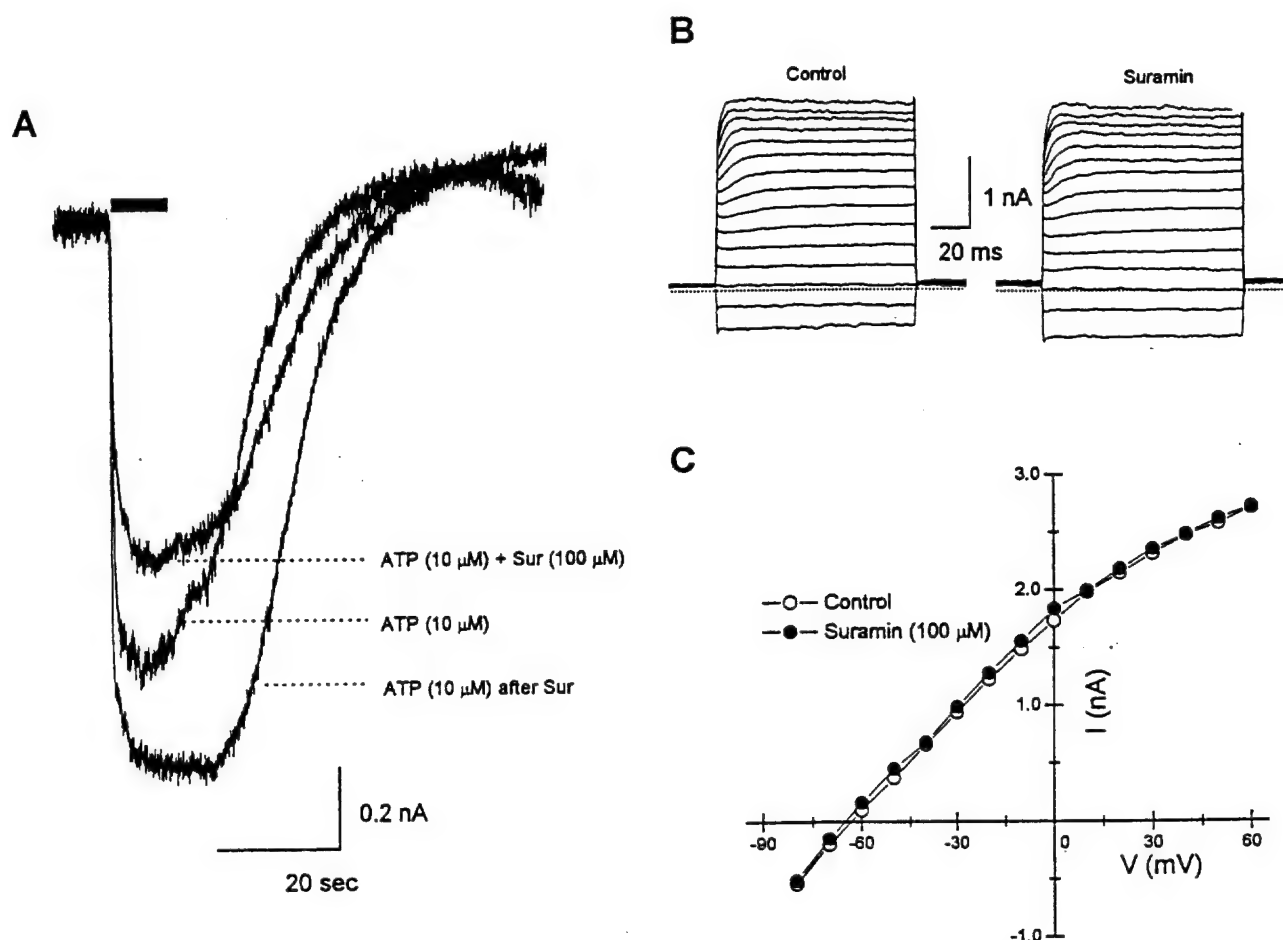 A
ATP (10 µM) + Sur (100 µM)
ATP (10 µM)
ATP (10 µM) after Sur
0.2 nA
20 sec
B
Control
Suramin
1 nA
20 ms
C
3.0
2.0
1.0
-1.0
I (nA)
Control
Suramin (100 µM)
-90
-60
-30
0
30
60
V (mV)